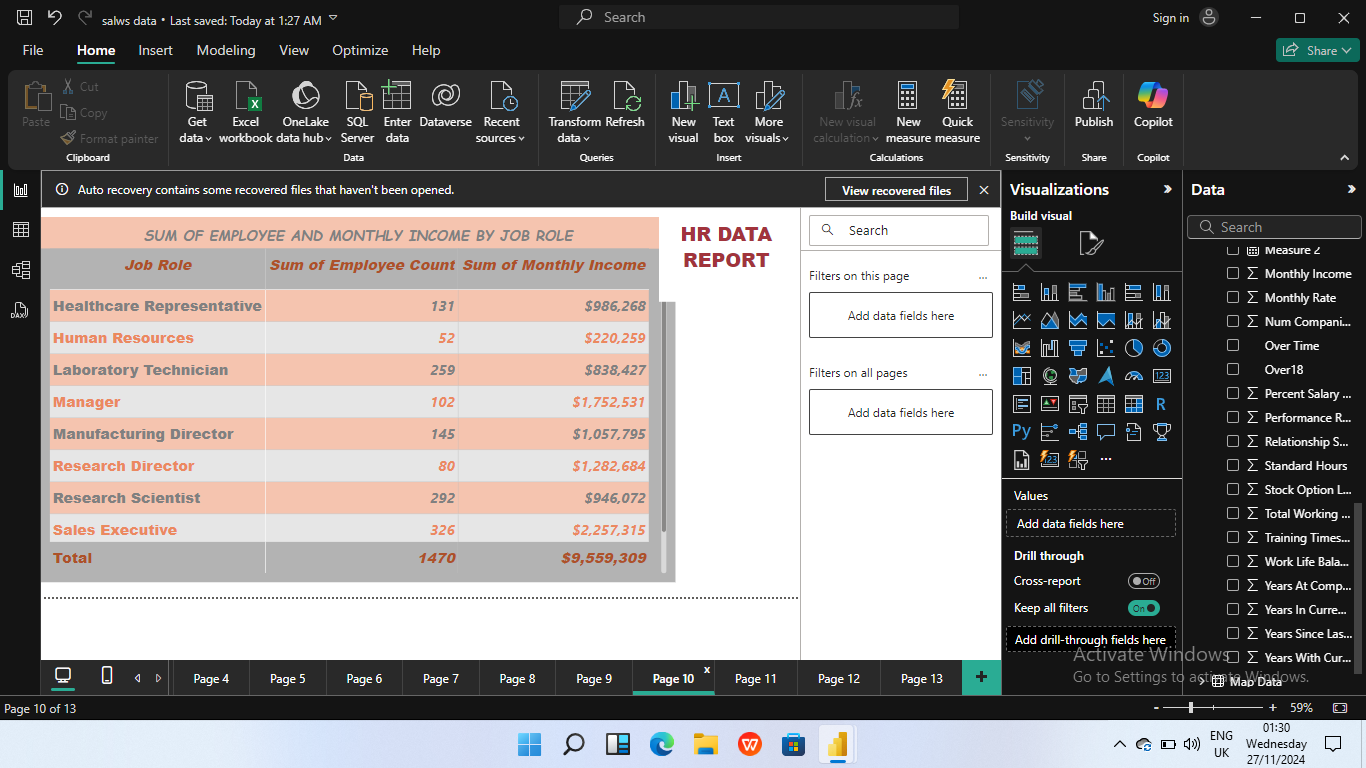 salws data • Last saved: Today at 1:27 AM
Search
Sign in
File Home Insert Modeling View Optimize Help
Share
Paste
Cut
Copy
Format painter
Clipboard
Get data
Excel workbook
OneLake data hub
SQL Server
Enter data
Dataverse
Recent sources
Data
Transform data
Refresh
Queries
New visual
Text box
More visuals
Insert
New visual calculation
New measure
Quick measure
Calculations
Sensitivity
Sensitivity
Publish
Share
Copilot
Copilot
Auto recovery contains some recovered files that haven't been opened.
View recovered files
SUM OF EMPLOYEE AND MONTHLY INCOME BY JOB ROLE
Job Role Sum of Employee Count Sum of Monthly Income
Healthcare Representative 131 $986,268
Human Resources 52 $220,259
Laboratory Technician 259 $838,427
Manager 102 $1,752,531
Manufacturing Director 145 $1,057,795
Research Director 80 $1,282,684
Research Scientist 292 $946,072
Sales Executive 326 $2,257,315
Total 1470 $9,559,309
HR DATA
REPORT
Search
Filters on this page
...
Add data fields here
Filters on all pages
...
Add data fields here
Visualizations
Build visual
123
R
Py
123
...
Values
Add data fields here
Drill through
Cross-report Off
Keep all filters On
Add drill-through fields here
Data
Search
Measure 2
Monthly Income
Monthly Rate
Num Compani...
Over Time
Over18
Percent Salary ...
Performance R...
Relationship S...
Standard Hours
Stock Option L...
Total Working ...
Training Times...
Work Life Bala...
Years At Comp...
Years In Curre...
Years Since Las...
Years With Cur...
Map Data
Activate Windows
Go to Settings to activate Windows.
Page 4 Page 5 Page 6 Page 7 Page 8 Page 9 Page 10 x Page 11 Page 12 Page 13 +
Page 10 of 13
- + 59%
ENG
UK
01:30
Wednesday
27/11/2024